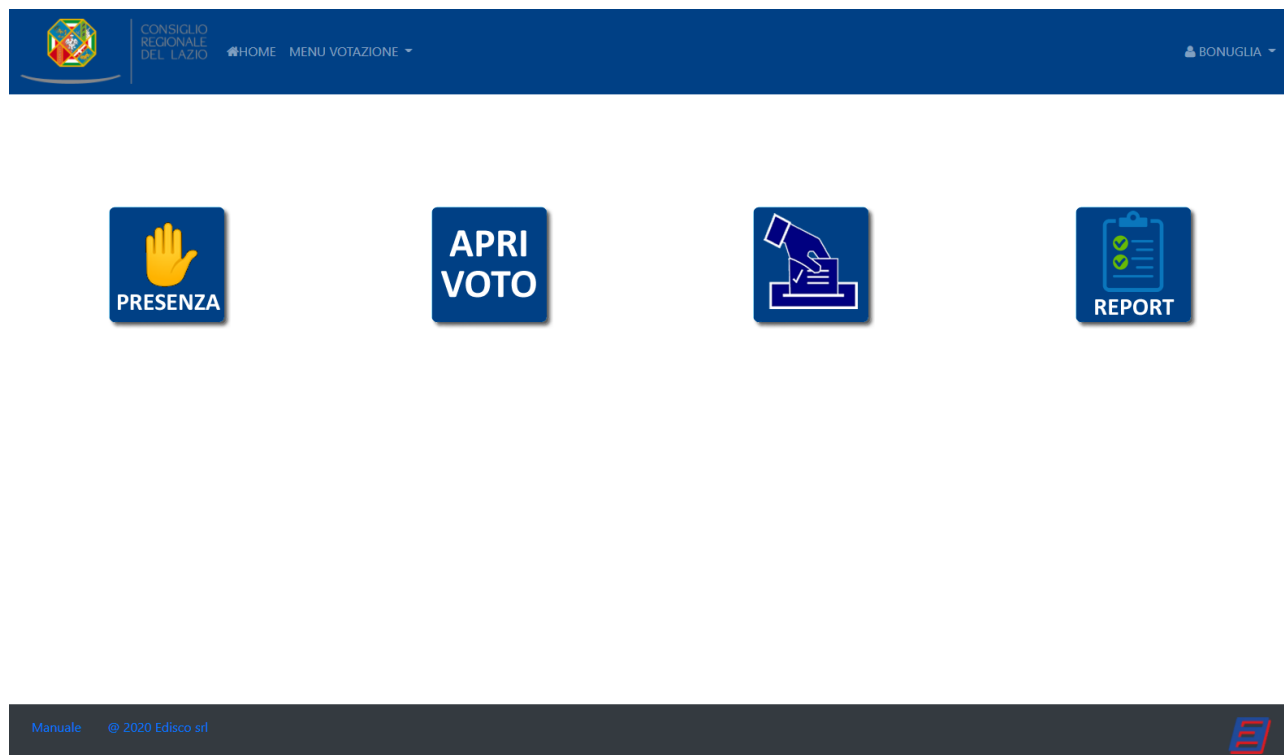 CONSIGLIO
REGIONALE
DEL LAZIO
HOME MENU VOTAZIONE
BONUGLIA
PRESENZA
APRI
VOTO
REPORT
Manuale @ 2020 Edisco srl